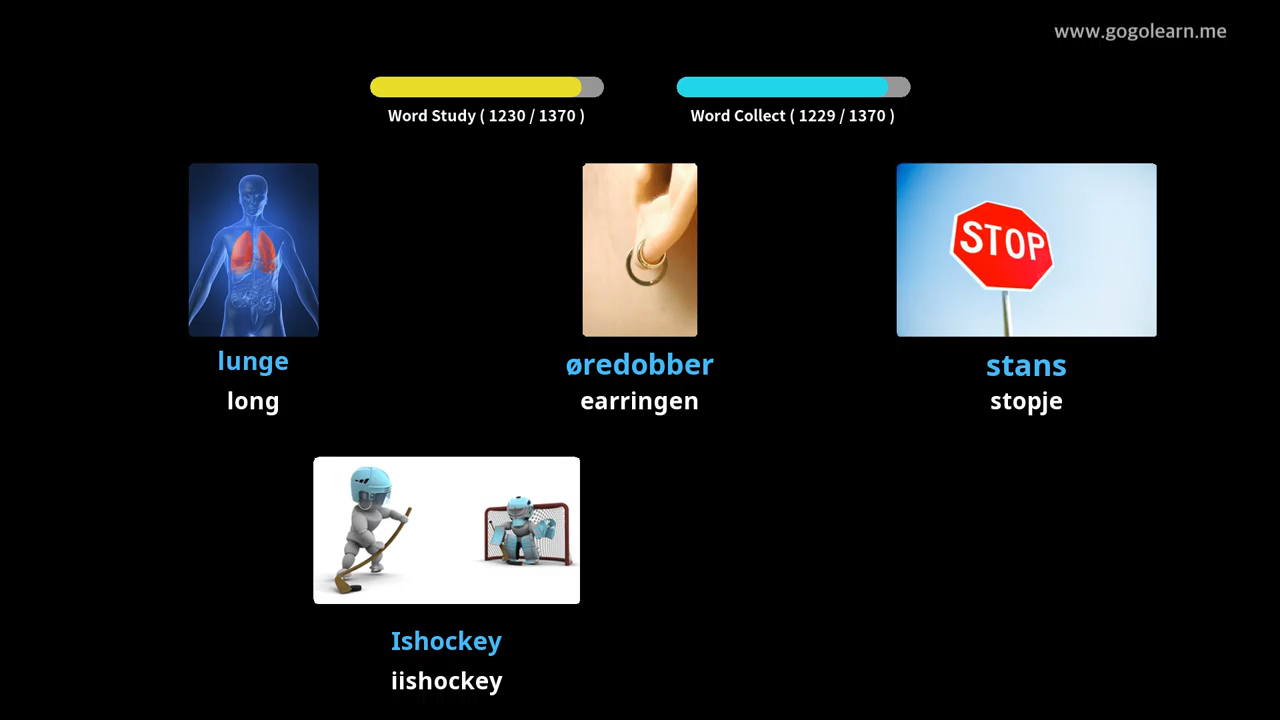 www.gogolearn.me
Word Study ( 1230 / 1370 )
Word Collect ( 1229 / 1370 )
STOP
lunge
øredobber
stans
long
earringen
stopje
Ishockey
iishockey